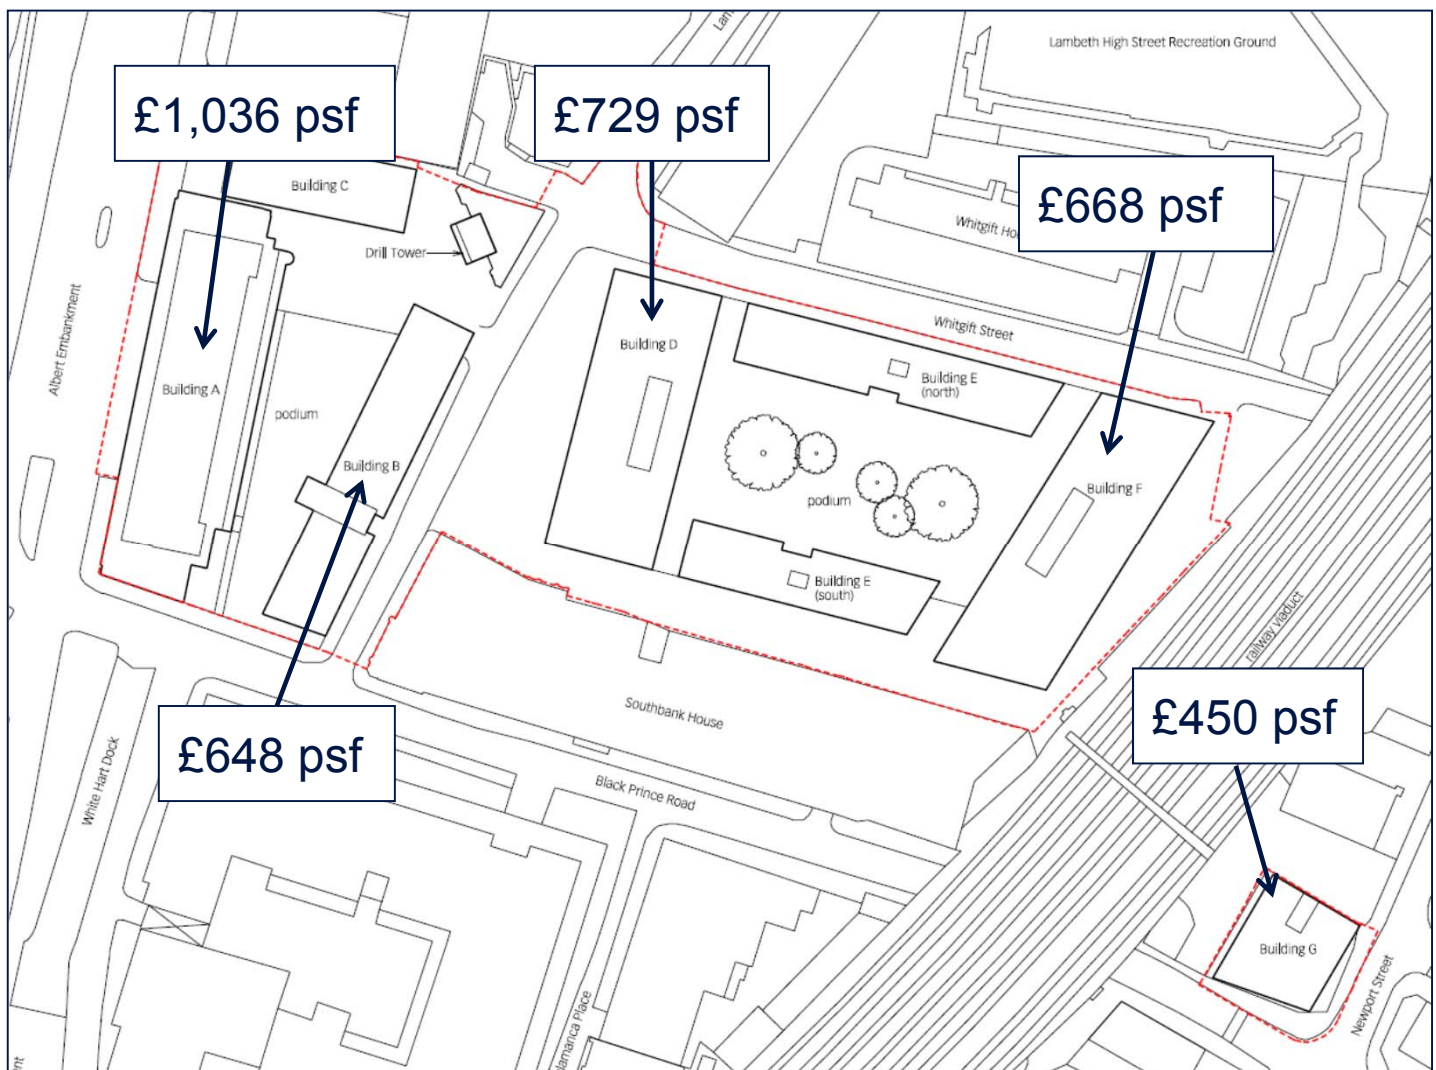 Lambeth High Street Recreation Ground
£1,036 psf
£729 psf
£668 psf
Building C
Drill Tower
Albert Embankment
Whitgift Street
Building D
Building A
Building E
(north)
podium
Building B
Building F
podium
Building E
(south)
railway viaduct
£648 psf
£450 psf
Southbank House
White Hart Dock
Black Prince Road
Building G
Newport Street
Place